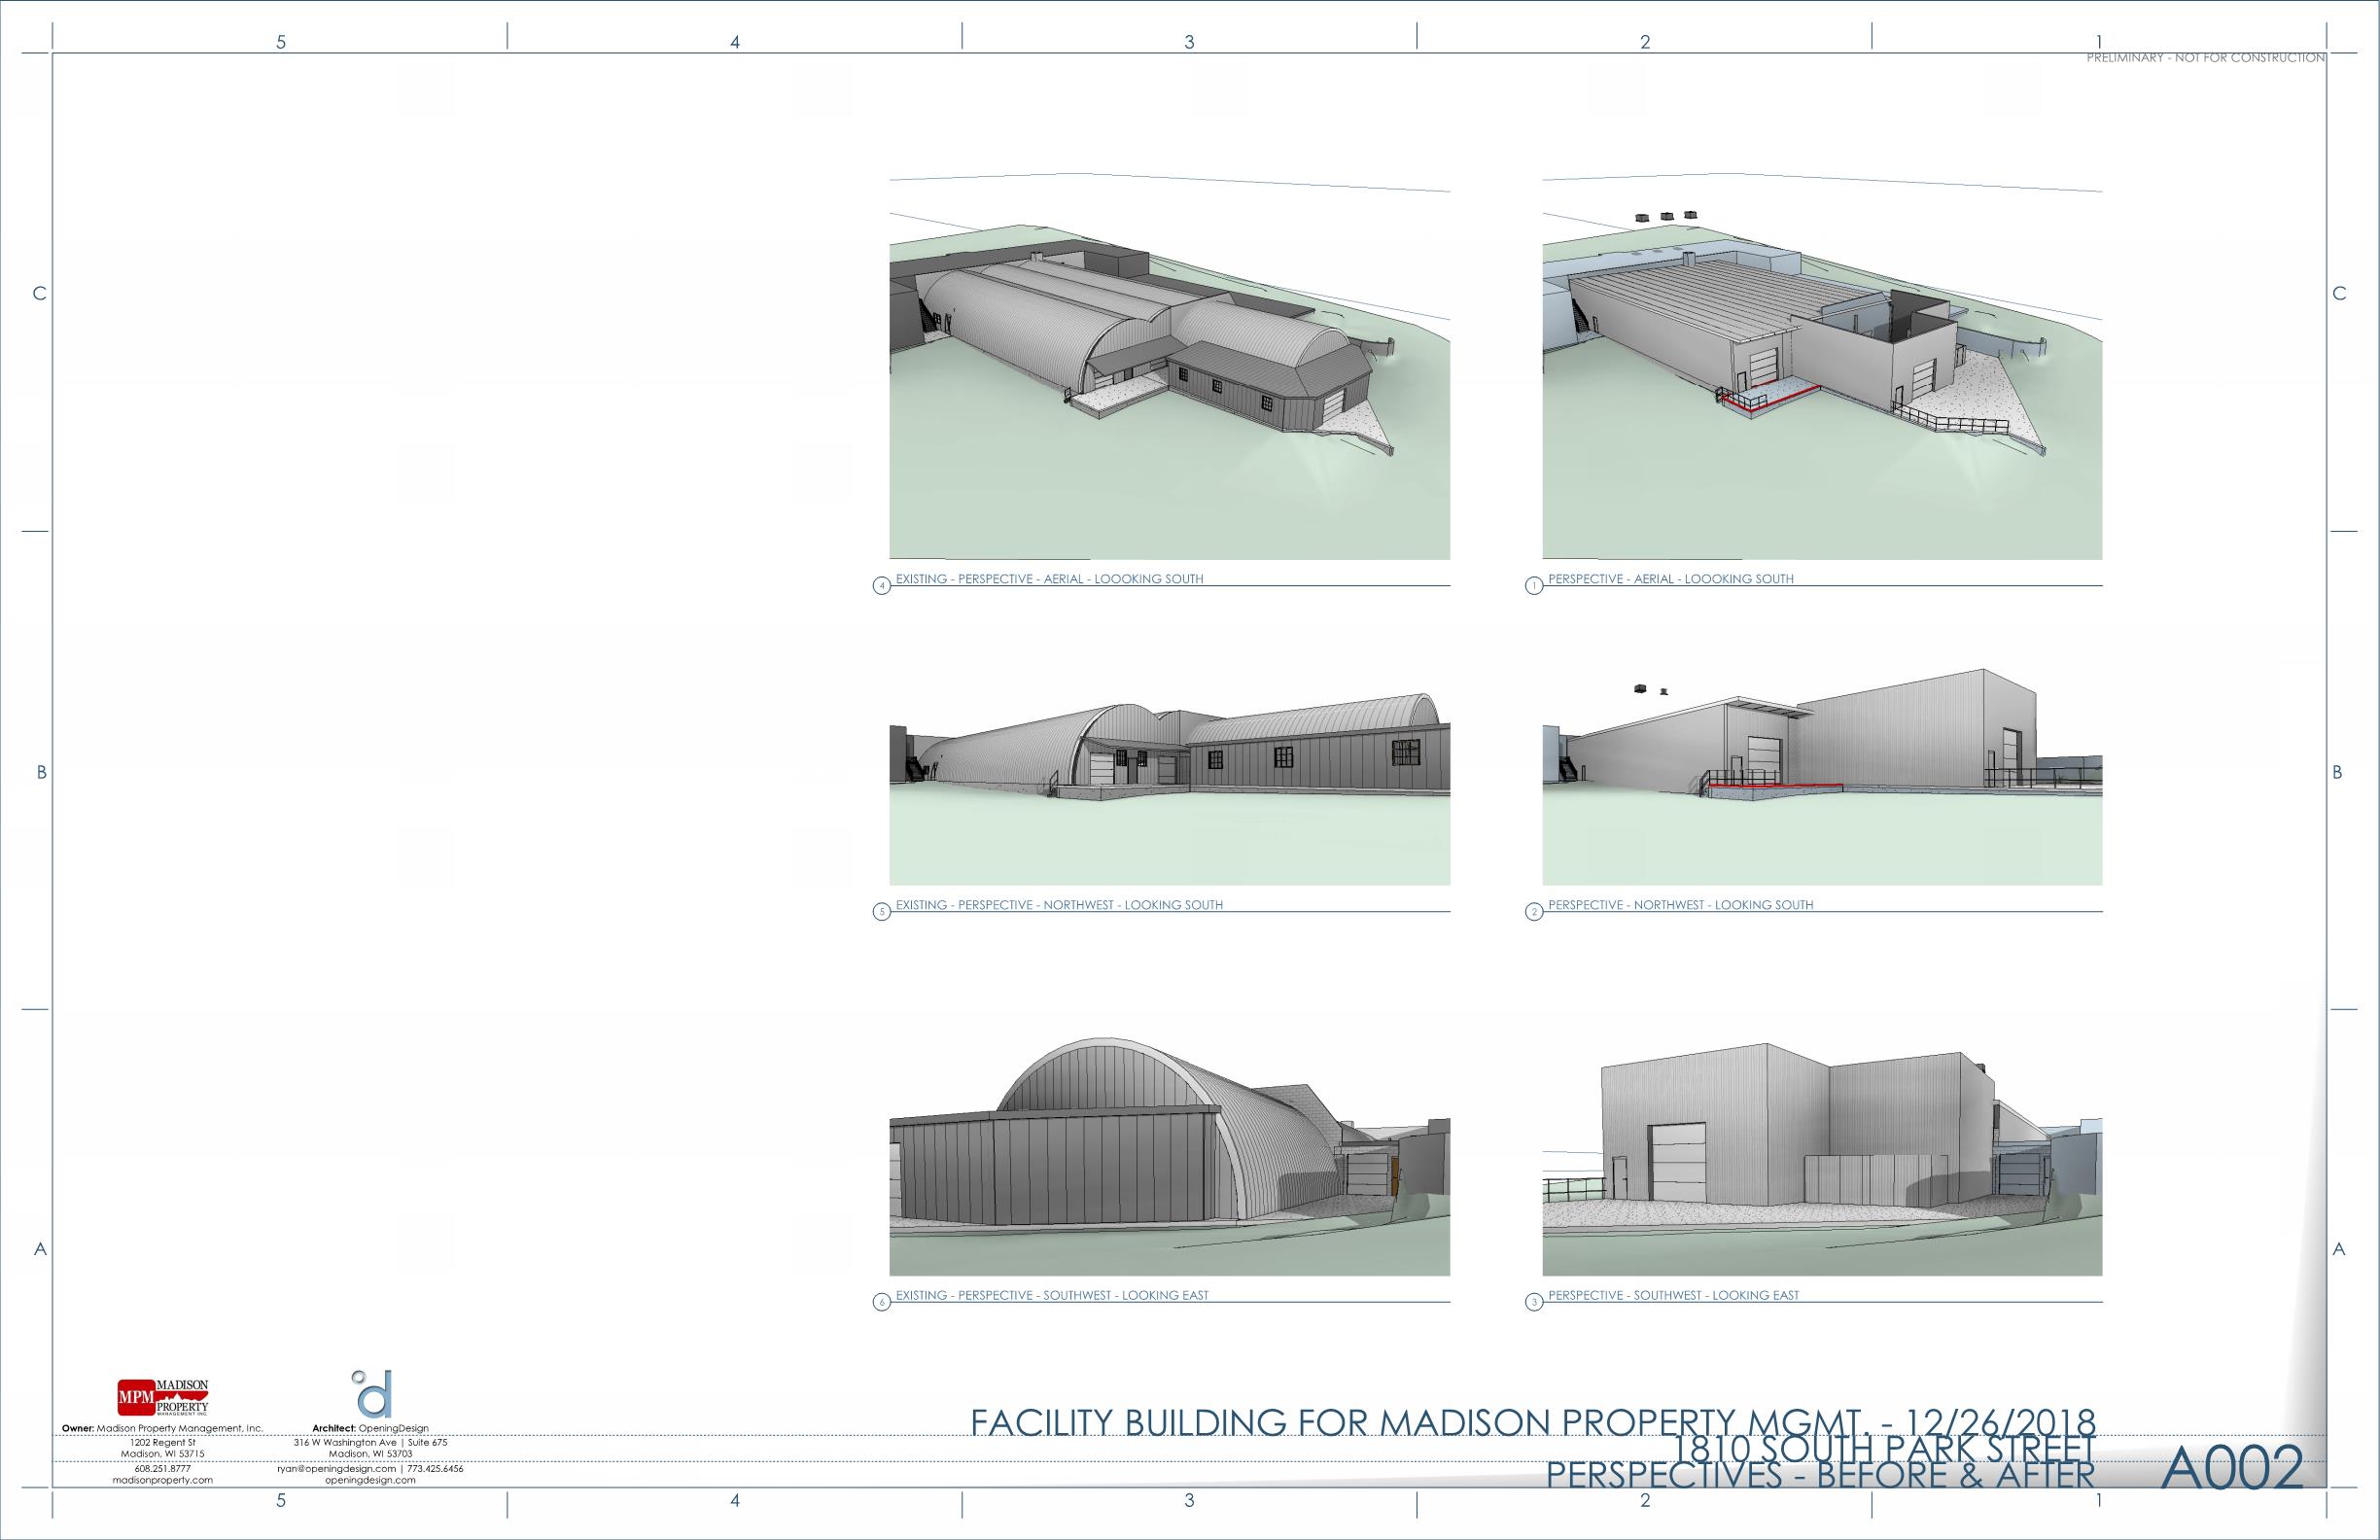 5 4 3 2 1
PRELIMINARY - NOT FOR CONSTRUCTION
C C
4 EXISTING - PERSPECTIVE - AERIAL - LOOOKING SOUTH
1 PERSPECTIVE - AERIAL - LOOOKING SOUTH
B B
5 EXISTING - PERSPECTIVE - NORTHWEST - LOOKING SOUTH
2 PERSPECTIVE - NORTHWEST - LOOKING SOUTH
A A
6 EXISTING - PERSPECTIVE - SOUTHWEST - LOOKING EAST
3 PERSPECTIVE - SOUTHWEST - LOOKING EAST
MPM MADISON
PROPERTY
MANAGEMENT INC.
Owner: Madison Property Management, Inc.
1202 Regent St
Madison, WI 53715
608.251.8777
madisonproperty.com
d
Architect: OpeningDesign
316 W Washington Ave | Suite 675
Madison, WI 53703
ryan@openingdesign.com | 773.425.6456
openingdesign.com
FACILITY BUILDING FOR MADISON PROPERTY MGMT. - 12/26/2018
1810 SOUTH PARK STREET
PERSPECTIVES - BEFORE & AFTER
A002
5 4 3 2 1